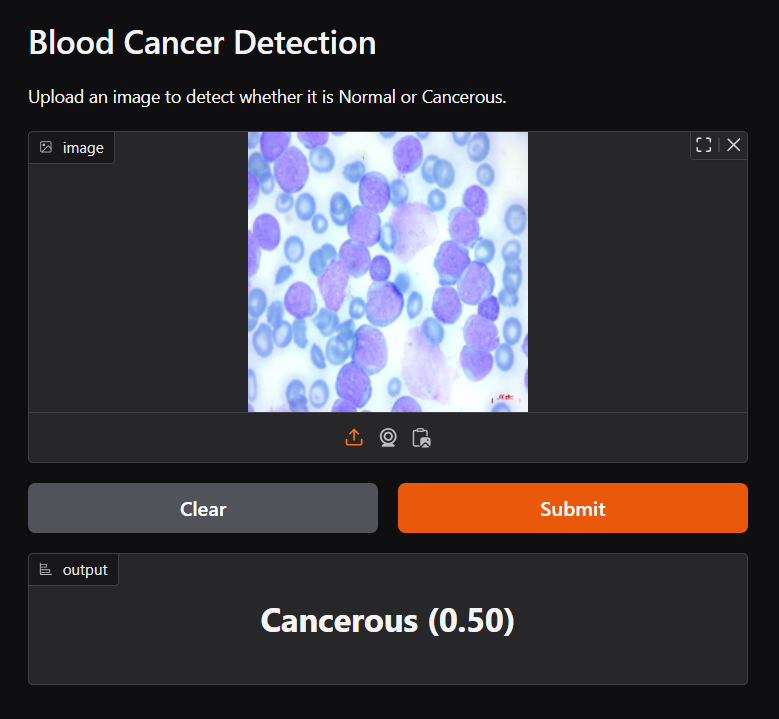 Blood Cancer Detection
Upload an image to detect whether it is Normal or Cancerous.
image
Clear
Submit
output
Cancerous (0.50)